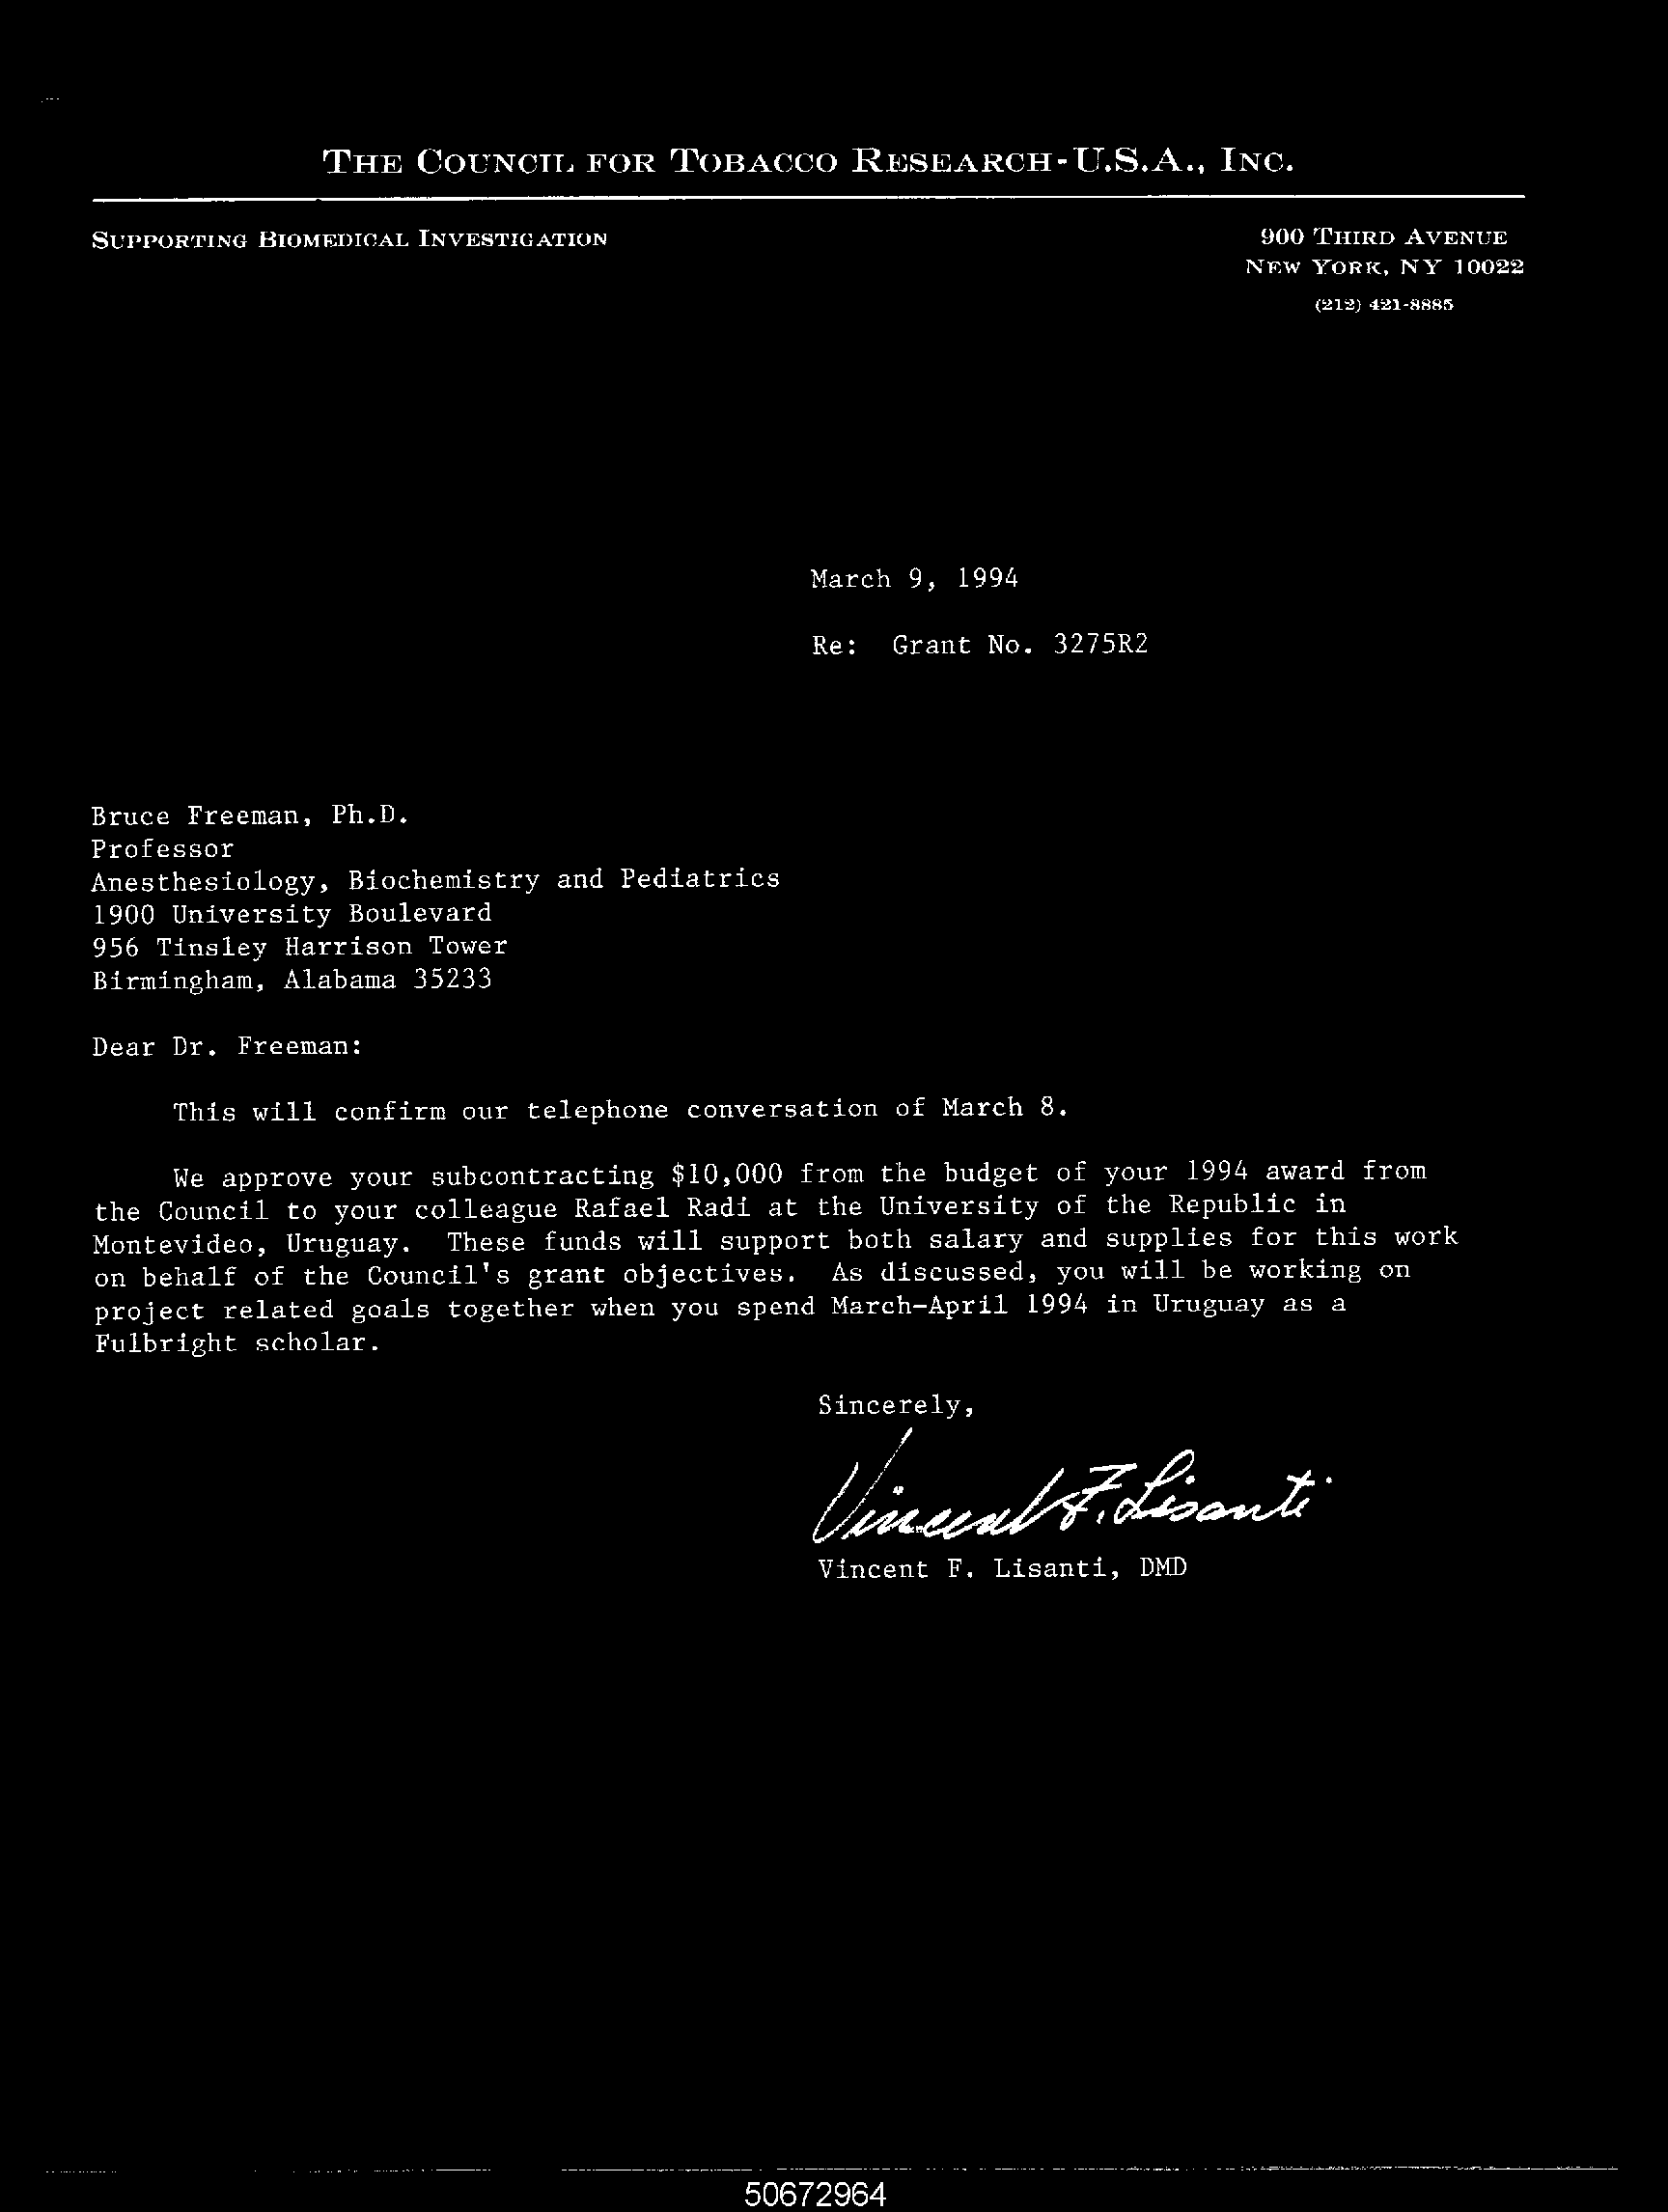 THE COUNCIL FOR TOBACCO RESEARCH-U.S.A., INC.
SUPPORTING BIOMEDICAL INVESTIGATION
900 THIRD AVENUE
NEW YORK, NY 10022
(212) 421-8885
March 9, 1994
Re: Grant No. 3275R2
Bruce Freeman, Ph.D.
Professor
Anesthesiology, Biochemistry and Pediatrics
1900 University Boulevard
956 Tinsley Harrison Tower
Birmingham, Alabama 35233
Dear Dr. Freeman:
This will confirm our telephone conversation of March 8.
We approve your subcontracting $10,000 from the budget of your 1994 award from
the Council to your colleague Rafael Radi at the University of the Republic in
Montevideo, Uruguay. These funds will support both salary and supplies for this work
on behalf of the Council's grant objectives. As discussed, you will be working on
project related goals together when you spend March-April 1994 in Uruguay as a
Fulbright scholar.
Sincerely,
Vincent F. Lisanti
Vincent F. Lisanti, DMD
50672964